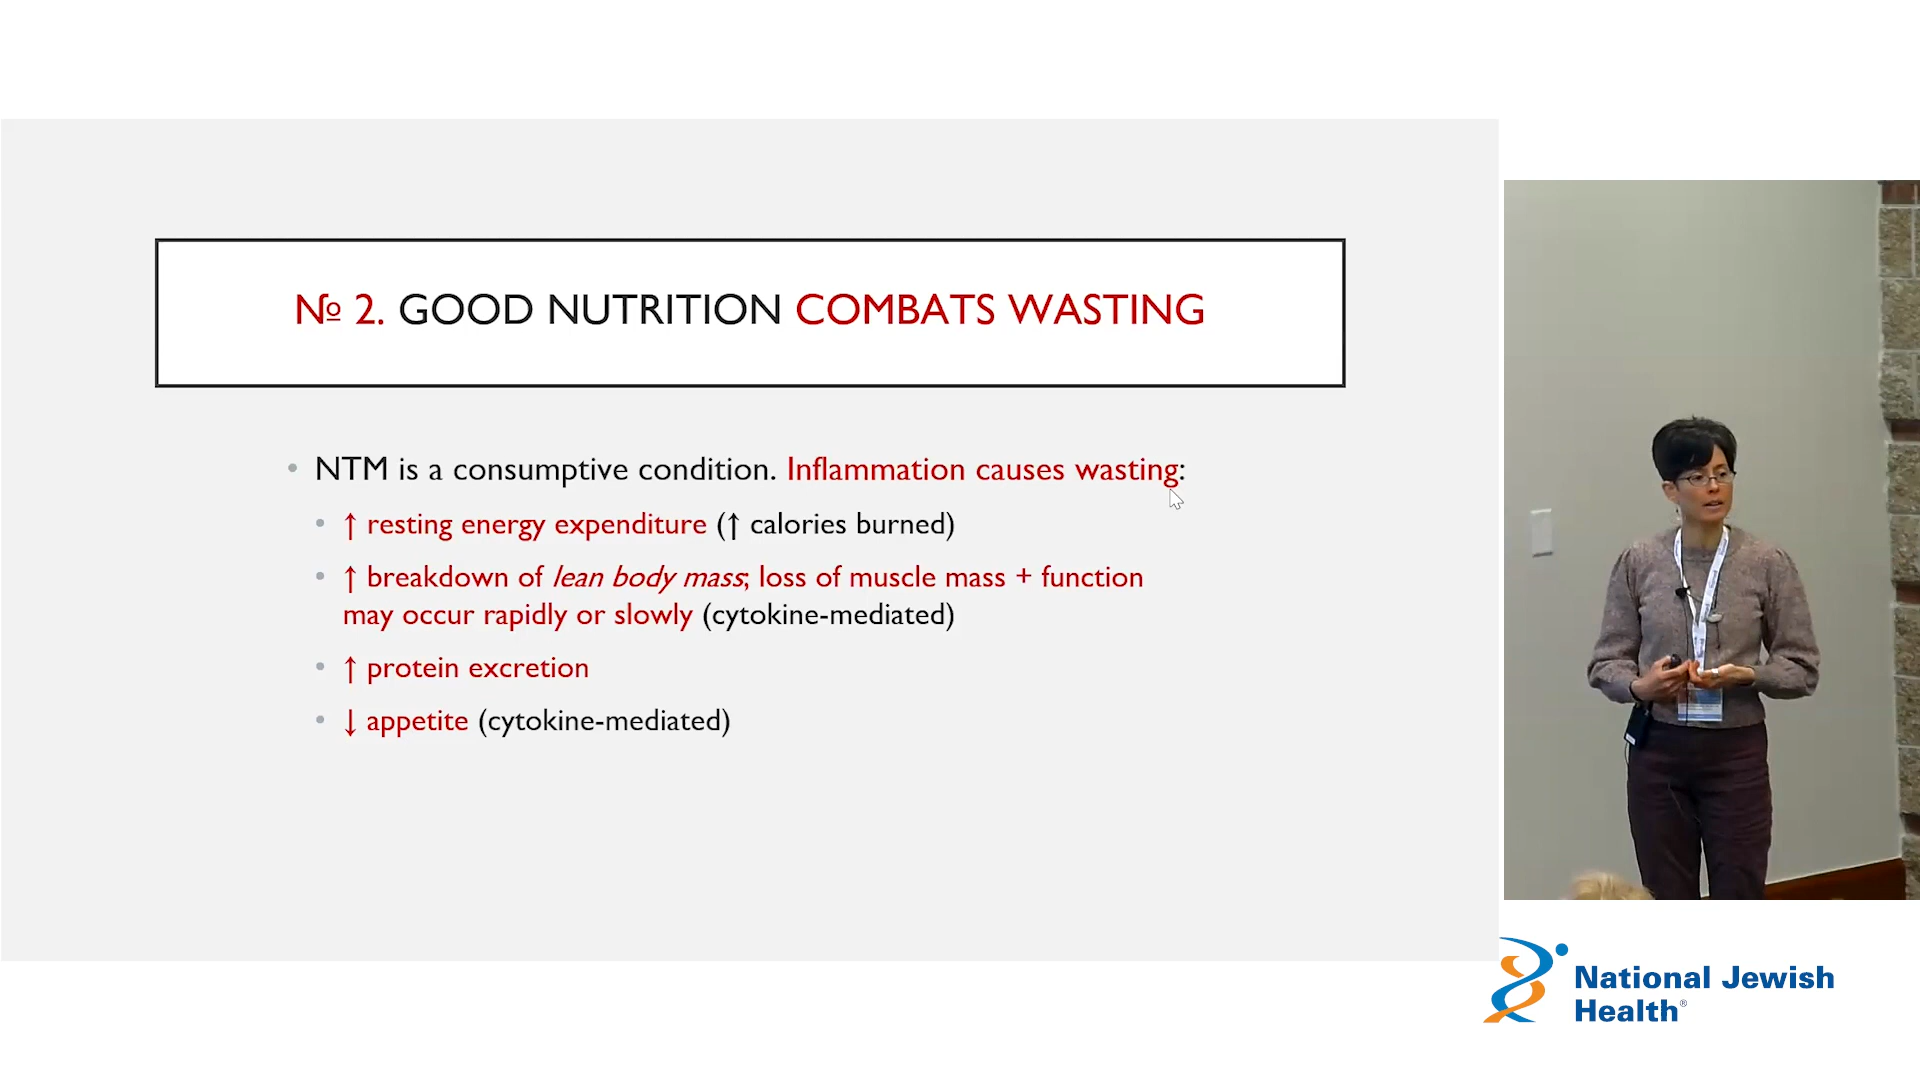 № 2. GOOD NUTRITION COMBATS WASTING
• NTM is a consumptive condition. Inflammation causes wasting:
• ↑ resting energy expenditure (↑ calories burned)
• ↑ breakdown of lean body mass; loss of muscle mass + function
may occur rapidly or slowly (cytokine-mediated)
• ↑ protein excretion
• ↓ appetite (cytokine-mediated)
National Jewish
Health®